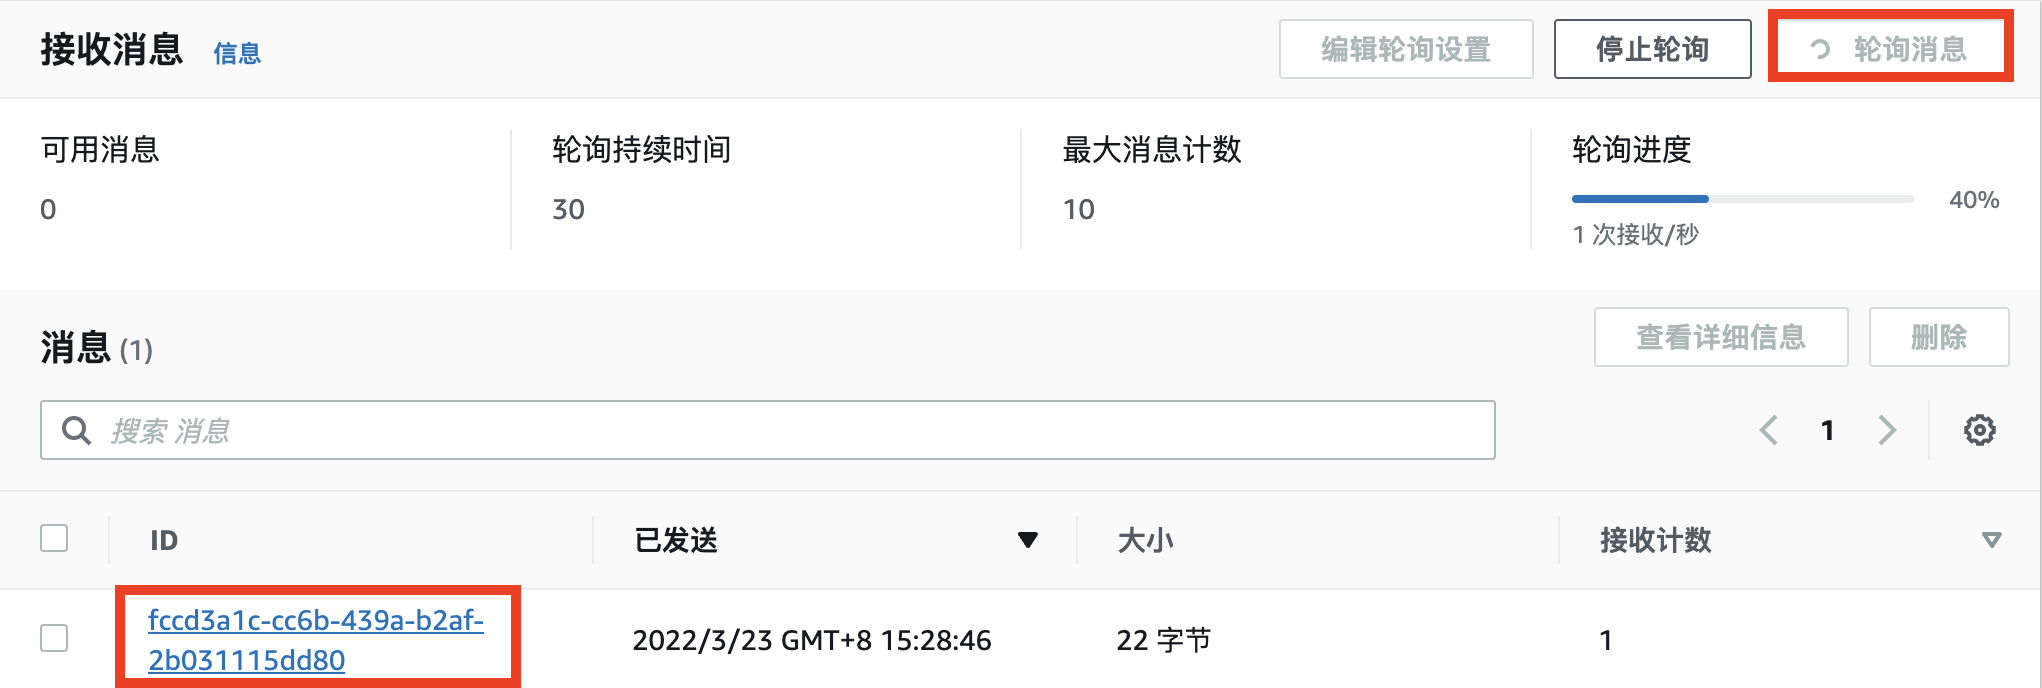 接收消息 信息 编辑轮询设置 停止轮询 轮询消息
可用消息 轮询持续时间 最大消息计数 轮询进度
0 30 10 40%
1 次接收/秒
消息 (1) 查看详细信息 删除
搜索 消息 1
ID 已发送 大小 接收计数
fccd3a1c-cc6b-439a-b2af-
2b031115dd80 2022/3/23 GMT+8 15:28:46 22 字节 1